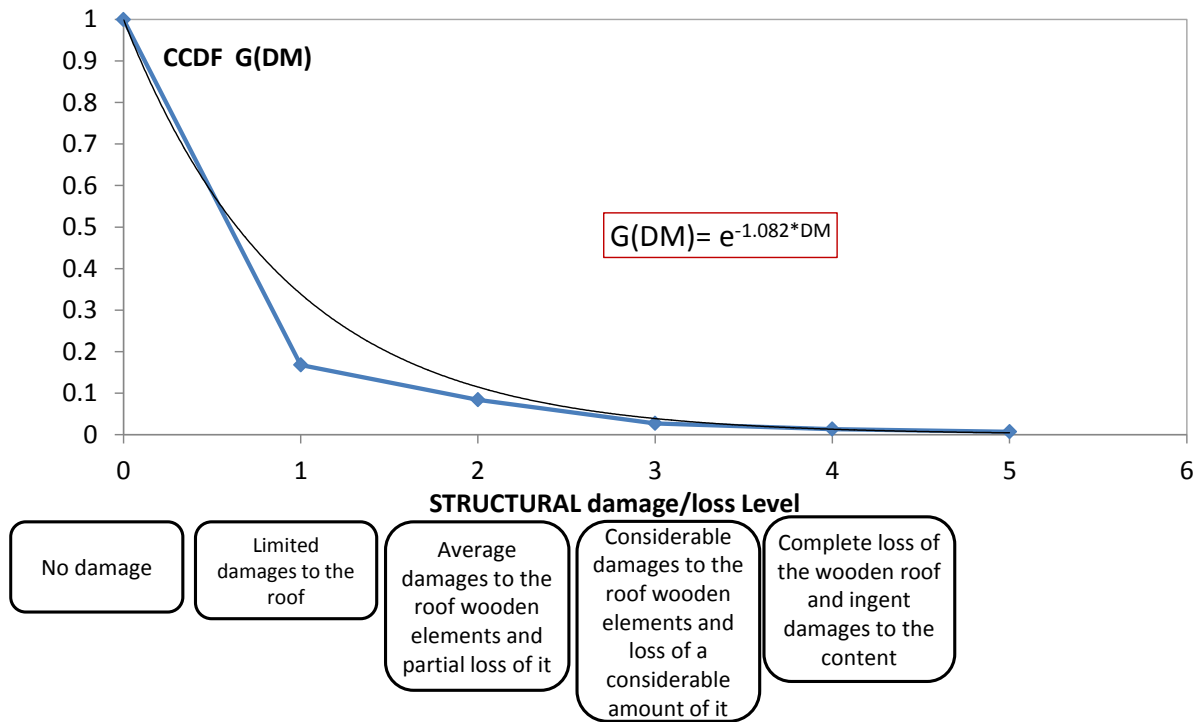 1
CCDF G(DM)
0.9
0.8
0.7
0.6
0.5
G(DM)= e-1.082*DM
0.4
0.3
0.2
0.1
0
0 1 2 3 4 5 6
STRUCTURAL damage/loss Level
No damage
Limited
damages to the
roof
Average
damages to the
roof wooden
elements and
partial loss of it
Considerable
damages to the
roof wooden
elements and
loss of a
considerable
amount of it
Complete loss of
the wooden roof
and ingent
damages to the
content